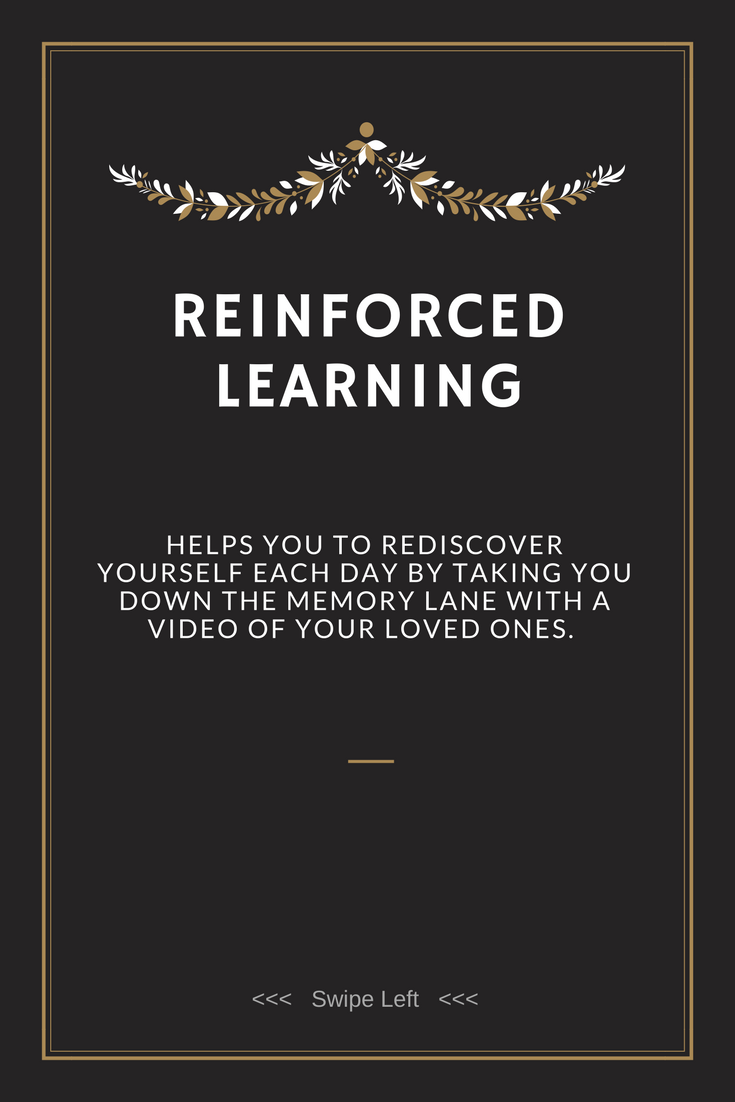 REINFORCED
LEARNING
HELPS YOU TO REDISCOVER
YOURSELF EACH DAY BY TAKING YOU
DOWN THE MEMORY LANE WITH A
VIDEO OF YOUR LOVED ONES.
<<< Swipe Left <<<